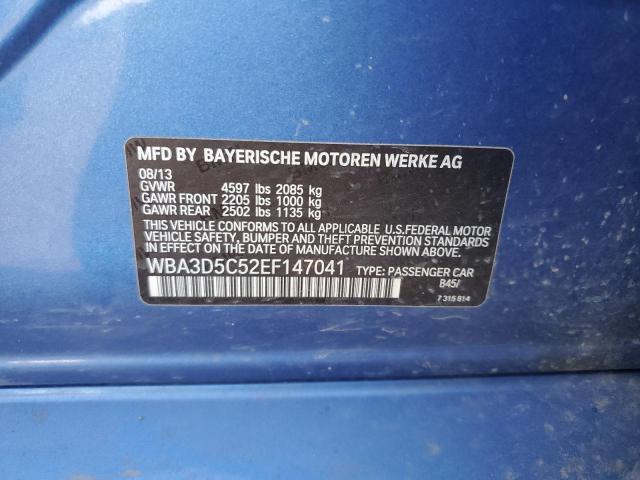 MFD BY BAYERISCHE MOTOREN WERKE AG
08/13
GVWR 4597 lbs 2085 kg
GAWR FRONT 2205 lbs 1000 kg
GAWR REAR 2502 lbs 1135 kg
THIS VEHICLE CONFORMS TO ALL APPLICABLE U.S.FEDERAL MOTOR
VEHICLE SAFETY, BUMPER AND THEFT PREVENTION STANDARDS
IN EFFECT ON THE DATE OF MANUFACTURE SHOWN ABOVE.
WBA3D5C52EF147041 TYPE: PASSENGER CAR
B45/
7 315 814